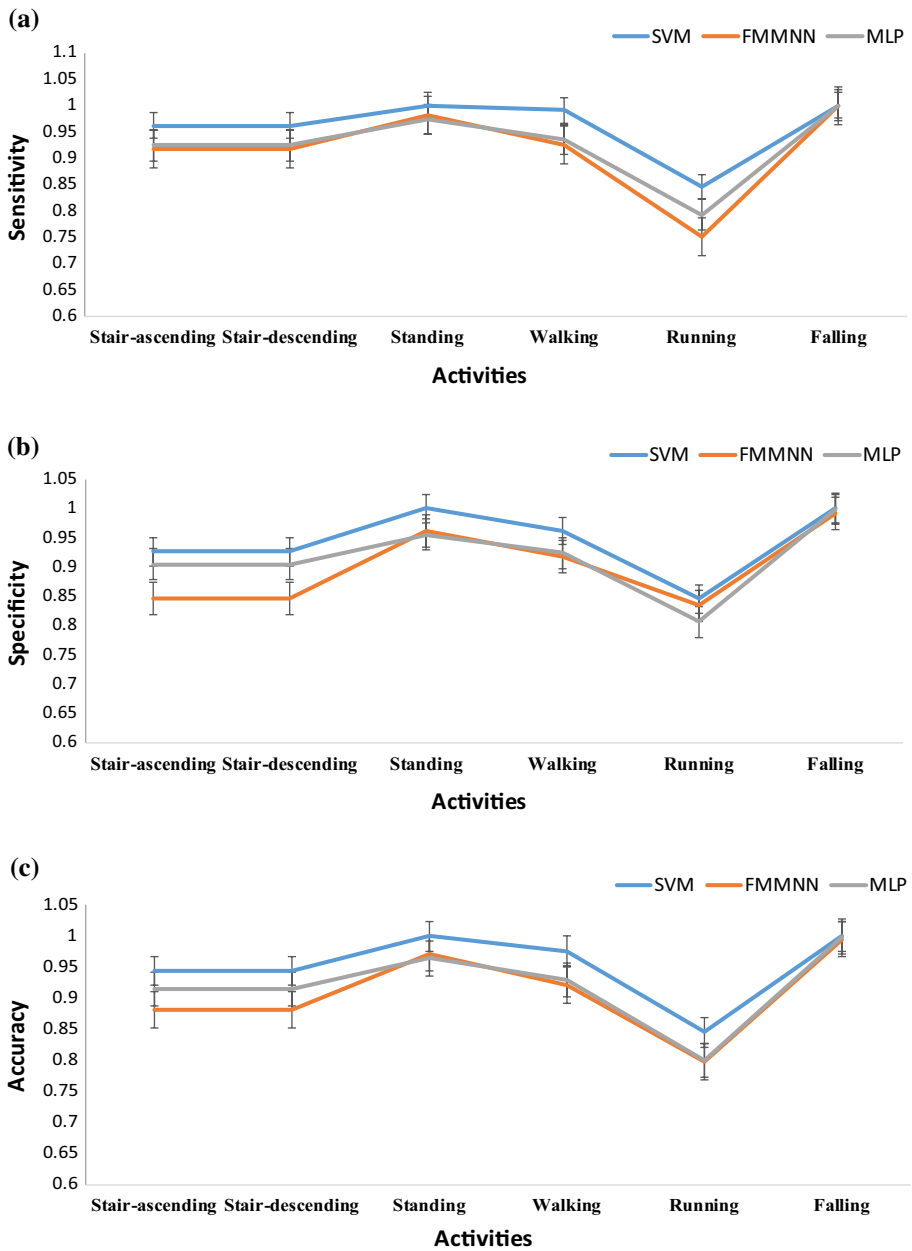 (a)
SVM FMMNN MLP
1.1
1.05
1
0.95
0.9
0.85
0.8
0.75
0.7
0.65
0.6
Sensitivity
Stair-ascending Stair-descending Standing Walking Running Falling
Activities
(b)
SVM FMMNN MLP
1.05
1
0.95
0.9
0.85
0.8
0.75
0.7
0.65
0.6
Specificity
Stair-ascending Stair-descending Standing Walking Running Falling
Activities
(c)
SVM FMMNN MLP
1.05
1
0.95
0.9
0.85
0.8
0.75
0.7
0.65
0.6
Accuracy
Stair-ascending Stair-descending Standing Walking Running Falling
Activities